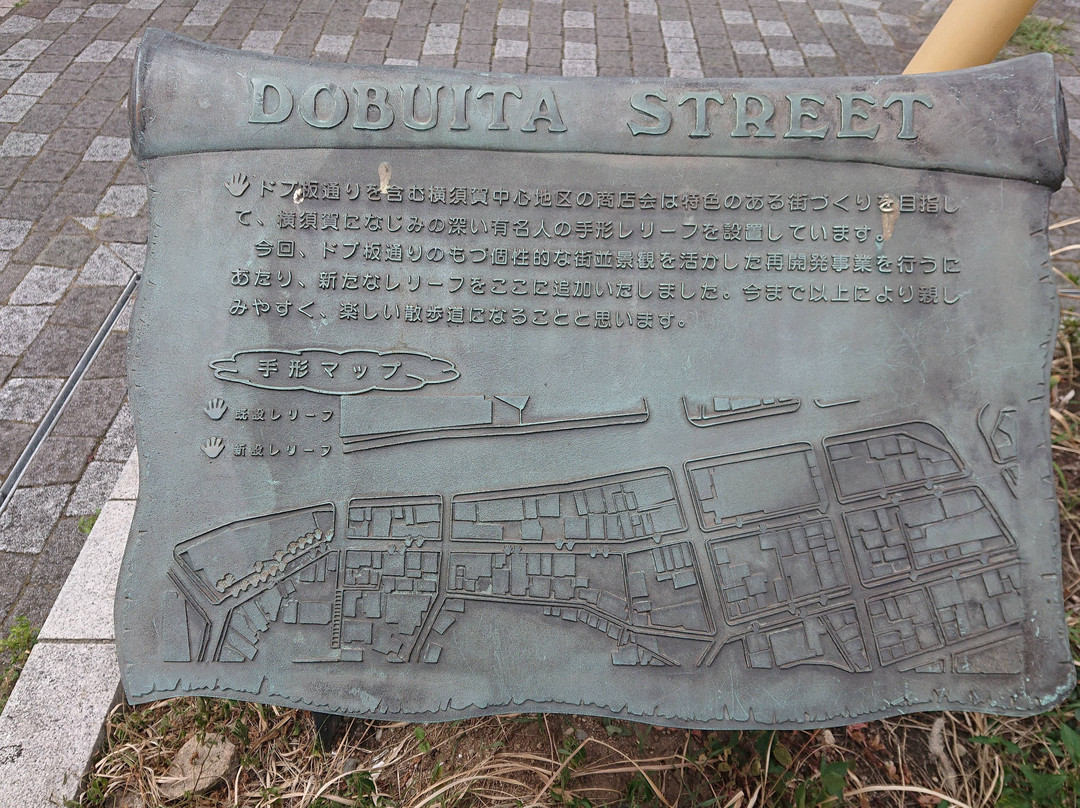 DOBUITA STREET
ドブ板通りを含む横須賀中心地区の商店会は特色のある街づくりを目指し
て、横須賀になじみの深い有名人の手形レリーフを設置しています。
今回、ドブ板通りのもつ個性的な街並景観を活かした再開発事業を行うに
あたり、新たなレリーフをここに追加いたしました。今まで以上により親し
みやすく、楽しい散歩道になることと思います。
手形マップ
既設レリーフ
新設レリーフ